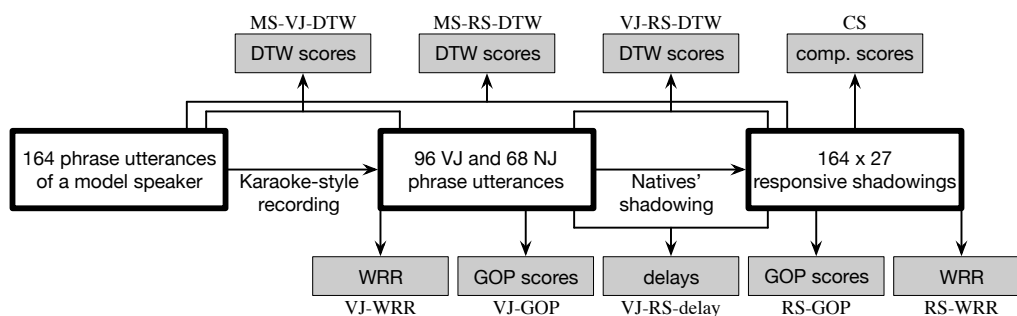 MS-VJ-DTW MS-RS-DTW VJ-RS-DTW CS
DTW scores DTW scores DTW scores comp. scores
164 phrase utterances
of a model speaker
Karaoke-style
recording
96 VJ and 68 NJ
phrase utterances
Natives'
shadowing
164 x 27
responsive shadowings
WRR GOP scores delays GOP scores WRR
VJ-WRR VJ-GOP VJ-RS-delay RS-GOP RS-WRR